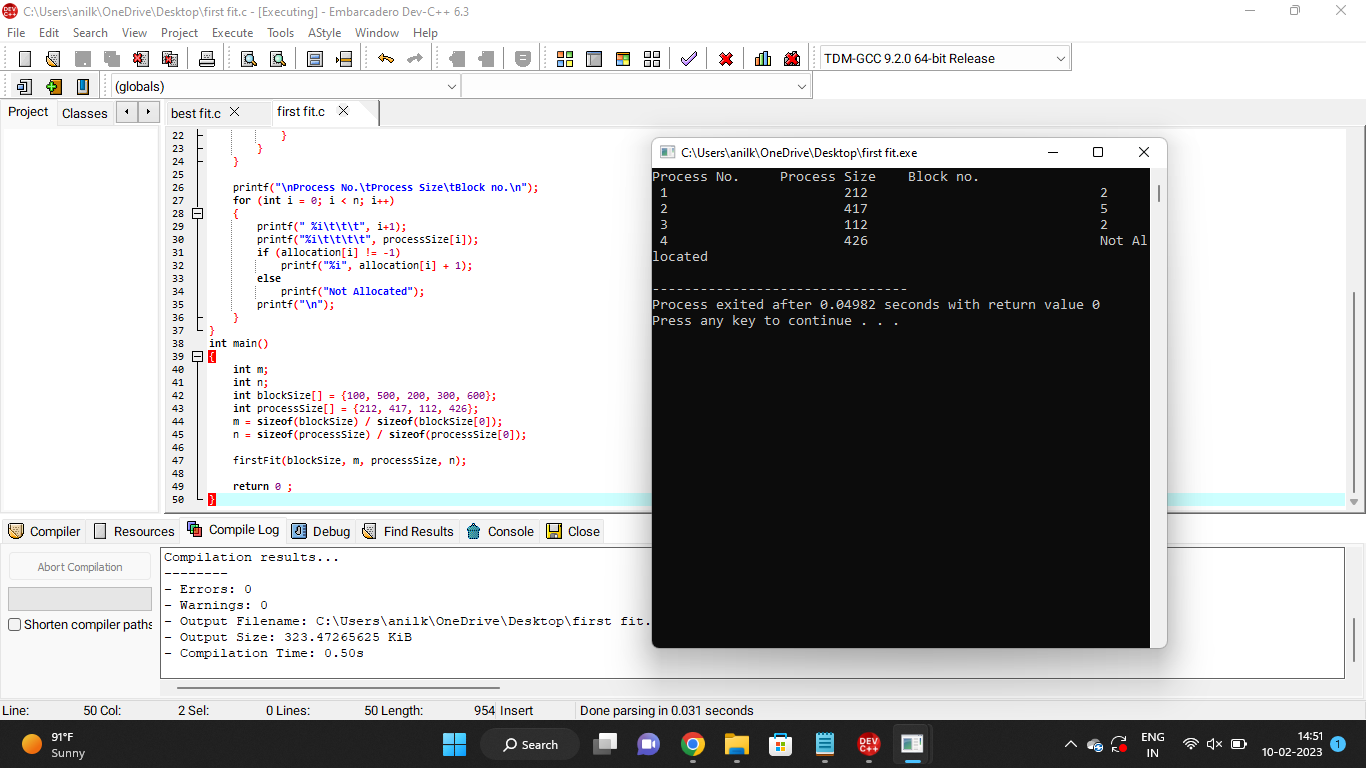 C:\Users\anilk\OneDrive\Desktop\first fit.c - [Executing] - Embarcadero Dev-C++ 6.3
File Edit Search View Project Execute Tools AStyle Window Help
TDM-GCC 9.2.0 64-bit Release
(globals)
Project Classes best fit.c first fit.c
22 }
23 }
24 }
25
26 printf("\nProcess No.\tProcess Size\tBlock no.\n");
27 for (int i = 0; i < n; i++)
28 {
29 printf(" %i\t\t\t", i+1);
30 printf("%i\t\t\t\t", processSize[i]);
31 if (allocation[i] != -1)
32 printf("%i", allocation[i] + 1);
33 else
34 printf("Not Allocated");
35 printf("\n");
36 }
37 }
38 int main()
39 {
40 int m;
41 int n;
42 int blockSize[] = {100, 500, 200, 300, 600};
43 int processSize[] = {212, 417, 112, 426};
44 m = sizeof(blockSize) / sizeof(blockSize[0]);
45 n = sizeof(processSize) / sizeof(processSize[0]);
46
47 firstFit(blockSize, m, processSize, n);
48
49 return 0 ;
50 }
C:\Users\anilk\OneDrive\Desktop\first fit.exe
Process No. Process Size Block no.
1 212 2
2 417 5
3 112 2
4 426 Not Al
located
--------------------------------
Process exited after 0.04982 seconds with return value 0
Press any key to continue . . .
Compiler Resources Compile Log Debug Find Results Console Close
Abort Compilation
Shorten compiler paths
Compilation results...
--------
- Errors: 0
- Warnings: 0
- Output Filename: C:\Users\anilk\OneDrive\Desktop\first fit.
- Output Size: 323.47265625 KiB
- Compilation Time: 0.50s
Line: 50 Col: 2 Sel: 0 Lines: 50 Length: 954 Insert Done parsing in 0.031 seconds
91°F
Sunny
Search
DEV C++
ENG
IN
14:51
10-02-2023
1